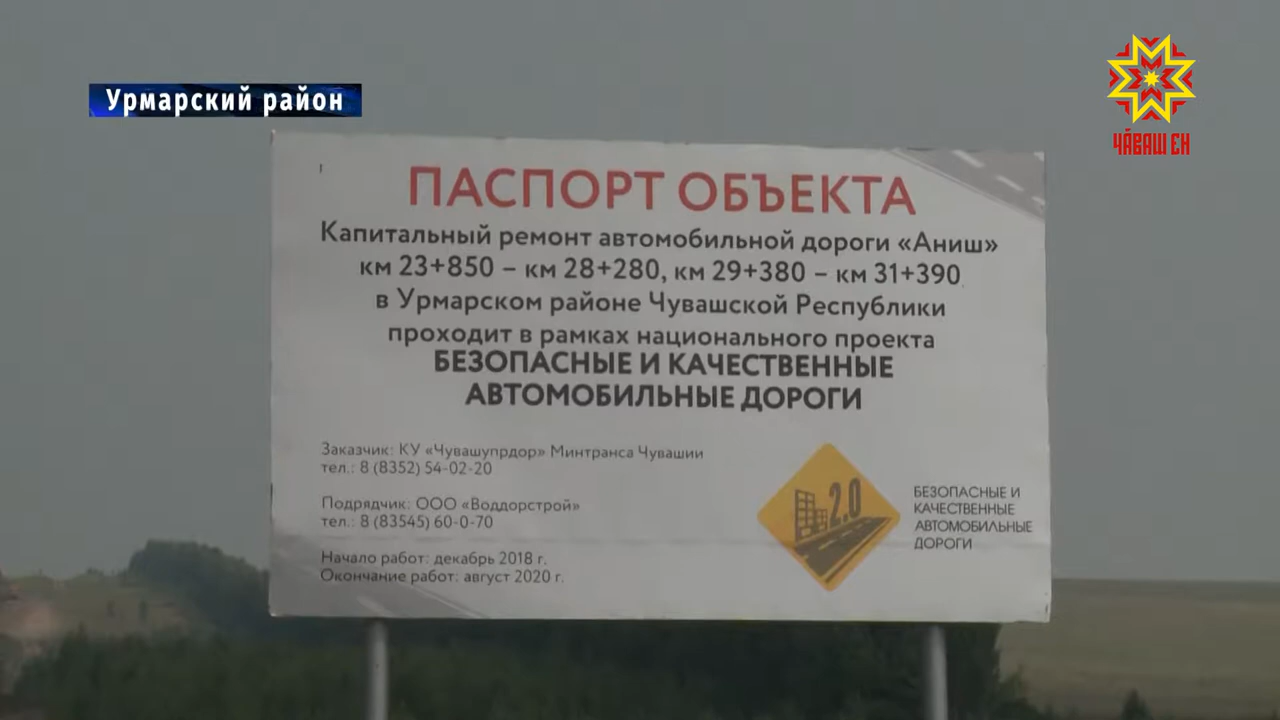 Урмарский район
ЧӐВАШ ЕН
ПАСПОРТ ОБЪЕКТА
Капитальный ремонт автомобильной дороги «Аниш»
км 23+850 – км 28+280, км 29+380 – км 31+390
в Урмарском районе Чувашской Республики
проходит в рамках национального проекта
БЕЗОПАСНЫЕ И КАЧЕСТВЕННЫЕ
АВТОМОБИЛЬНЫЕ ДОРОГИ
Заказчик: КУ «Чувашупрдор» Минтранса Чувашии
тел.: 8 (8352) 54-02-20
Подрядчик: ООО «Воддорстрой»
тел.: 8 (83545) 60-0-70
Начало работ: декабрь 2018 г.
Окончание работ: август 2020 г.
2.0
БЕЗОПАСНЫЕ И
КАЧЕСТВЕННЫЕ
АВТОМОБИЛЬНЫЕ
ДОРОГИ